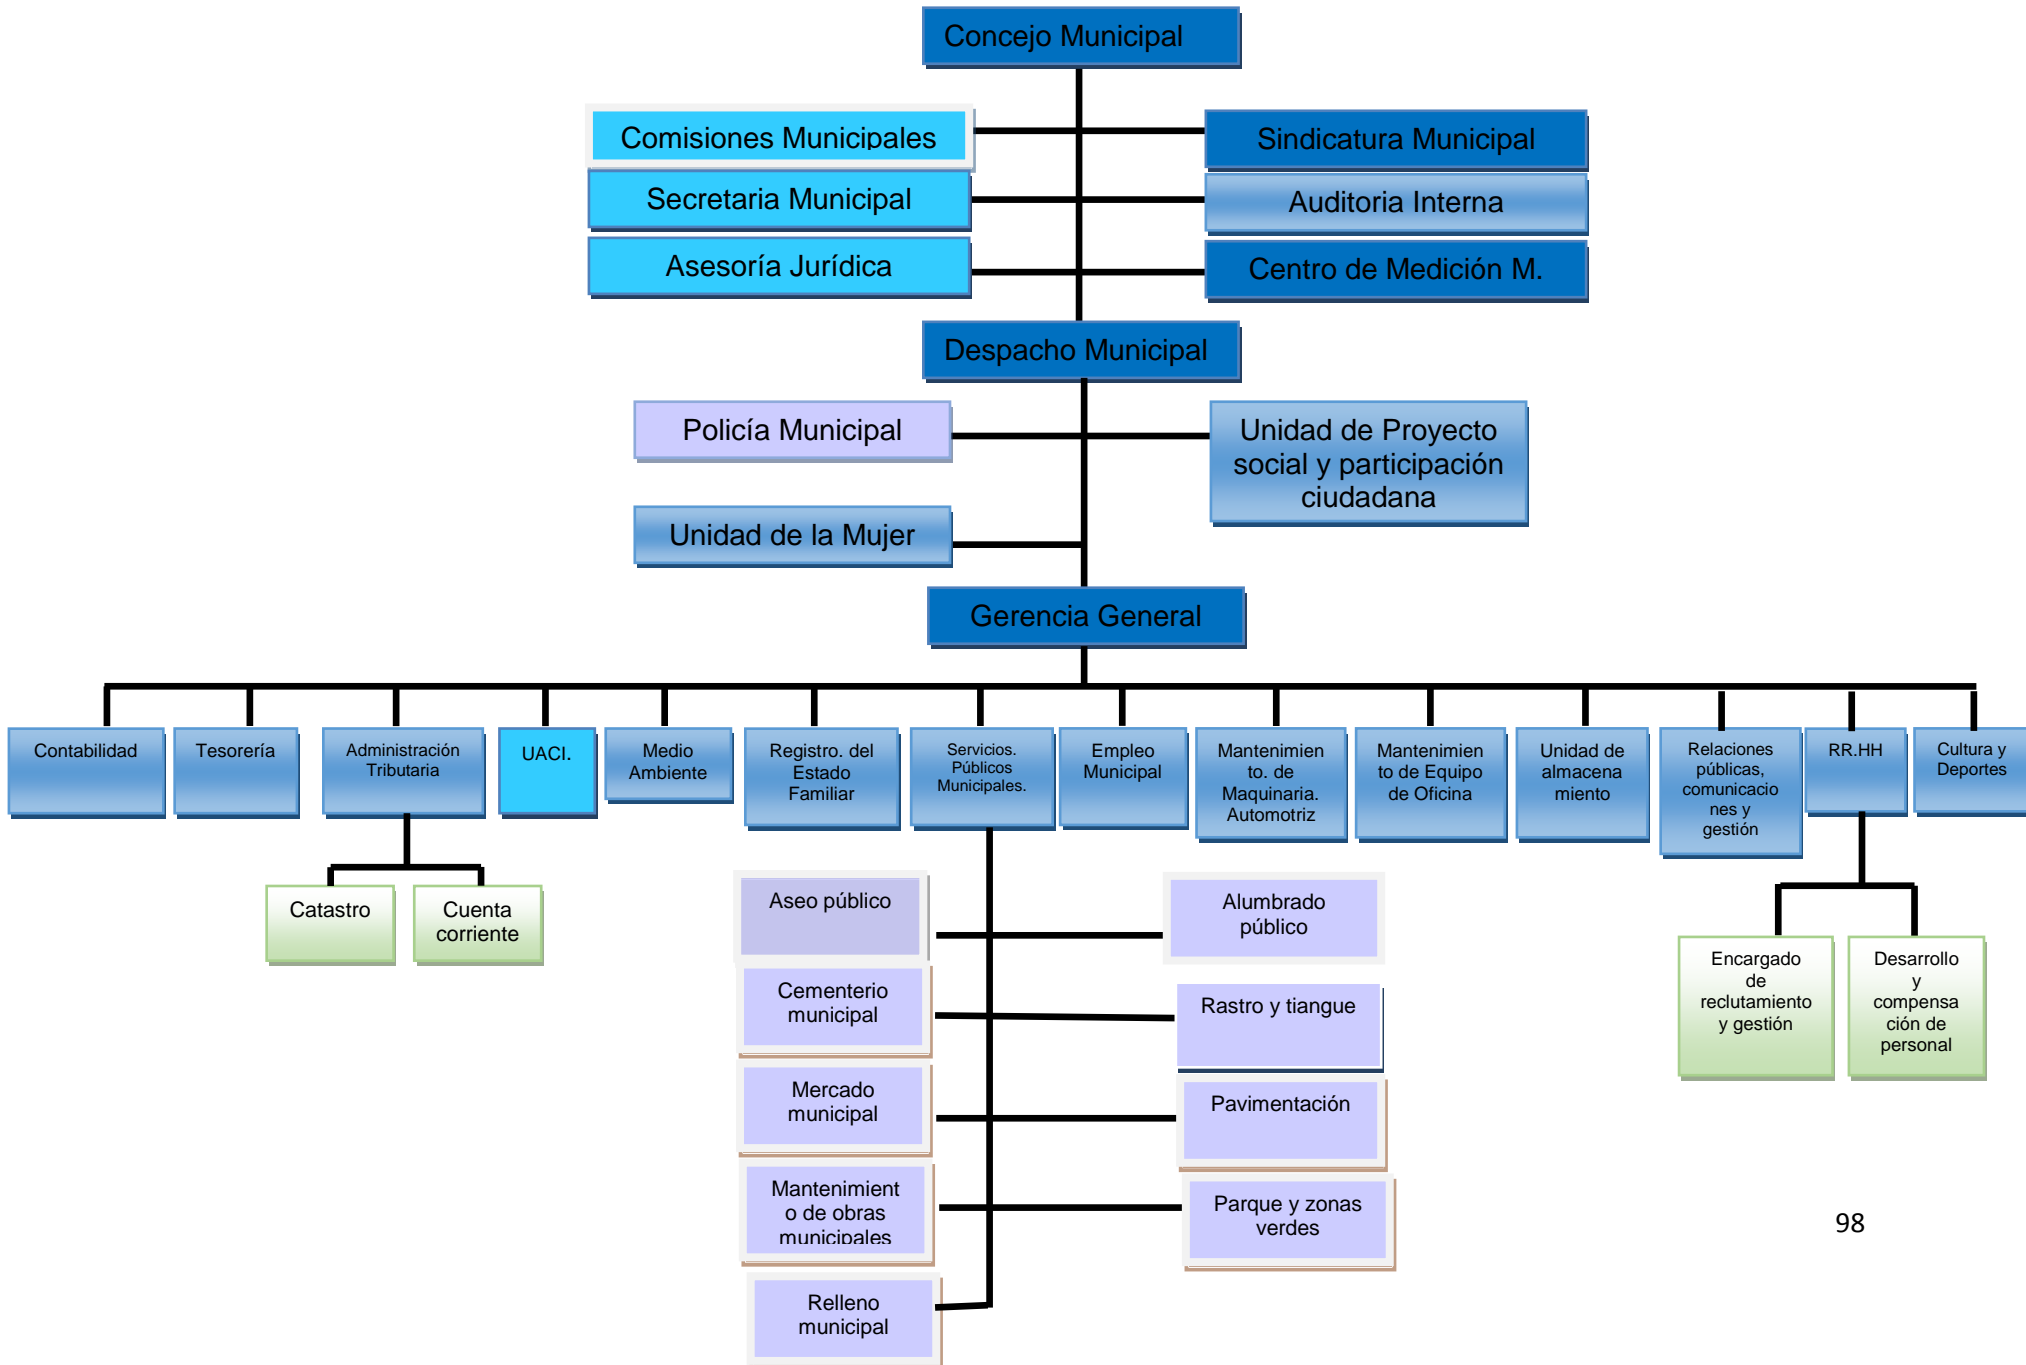 Concejo Municipal
Comisiones Municipales
Sindicatura Municipal
Secretaria Municipal
Auditoria Interna
Asesoría Jurídica
Centro de Medición M.
Despacho Municipal
Policía Municipal
Unidad de Proyecto
social y participación
ciudadana
Unidad de la Mujer
Gerencia General
Contabilidad
Tesorería
Administración
Tributaria
UACI.
Medio
Ambiente
Registro. del
Estado
Familiar
Servicios.
Públicos
Municipales.
Empleo
Municipal
Mantenimien
to. de
Maquinaria.
Automotriz
Mantenimien
to de Equipo
de Oficina
Unidad de
almacena
miento
Relaciones
públicas,
comunicacio
nes y
gestión
RR.HH
Cultura y
Deportes
Catastro
Cuenta
corriente
Aseo público
Alumbrado
público
Cementerio
municipal
Rastro y tiangue
Mercado
municipal
Pavimentación
Mantenimient
o de obras
municipales
Parque y zonas
verdes
Relleno
municipal
Encargado
de
reclutamiento
y gestión
Desarrollo
y
compensa
ción de
personal
98